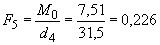 F₅ = M₀/d₄ = 7,51/31,5 = 0,226